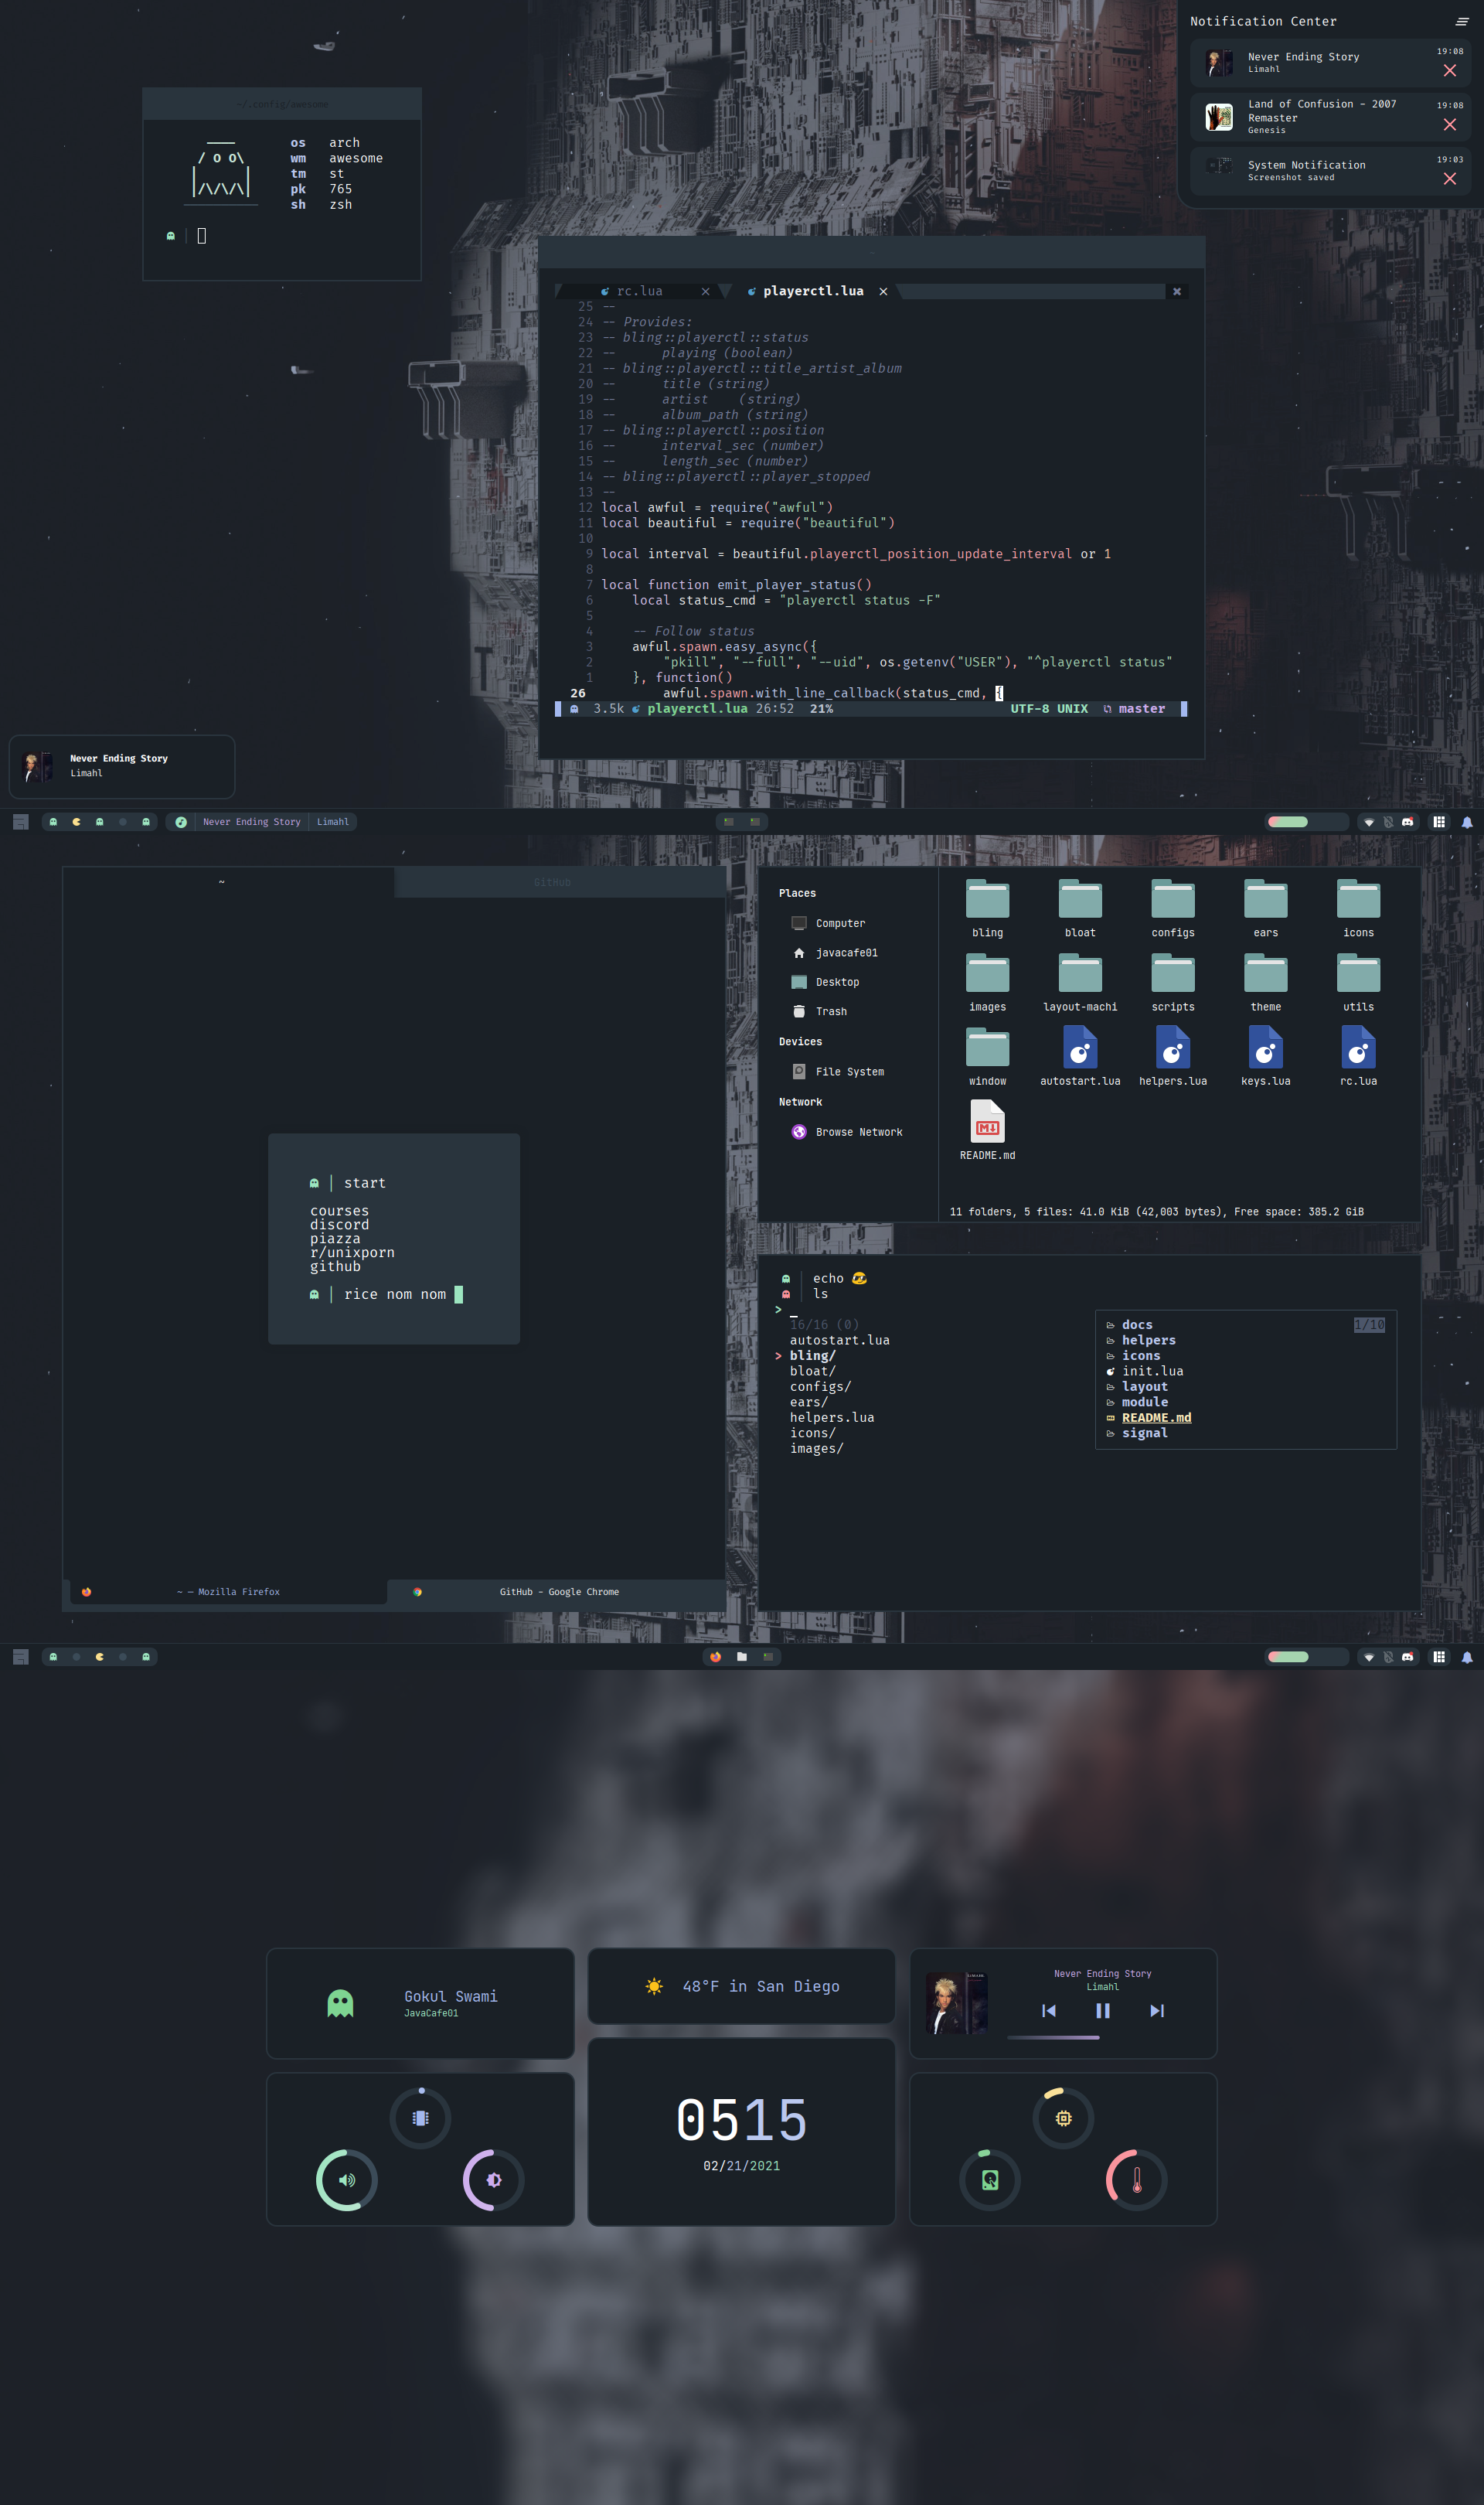 Notification Center
Never Ending Story
19:08
Limahl
Land of Confusion - 2007
Remaster
19:08
Genesis
System Notification
19:03
Screenshot saved
~/.config/awesome
os arch
wm awesome
tm st
pk 765
sh zsh
~
rc.lua
playerctl.lua
25 --
24 -- Provides:
23 -- bling::playerctl::status
22 -- playing (boolean)
21 -- bling::playerctl::title_artist_album
20 -- title (string)
19 -- artist (string)
18 -- album_path (string)
17 -- bling::playerctl::position
16 -- interval_sec (number)
15 -- length_sec (number)
14 -- bling::playerctl::player_stopped
13 --
12 local awful = require("awful")
11 local beautiful = require("beautiful")
10
9 local interval = beautiful.playerctl_position_update_interval or 1
8
7 local function emit_player_status()
6 local status_cmd = "playerctl status -F"
5
4 -- Follow status
3 awful.spawn.easy_async({
2 "pkill", "--full", "--uid", os.getenv("USER"), "^playerctl status"
1 }, function()
26 awful.spawn.with_line_callback(status_cmd, {
3.5k playerctl.lua 26:52 21% UTF-8 UNIX master
Never Ending Story
Limahl
Never Ending Story
Limahl
~
GitHub
start
courses
discord
piazza
r/unixporn
github
rice nom nom
~ — Mozilla Firefox
GitHub - Google Chrome
Places
Computer
javacafe01
Desktop
Trash
Devices
File System
Network
Browse Network
bling bloat configs ears icons
images layout-machi scripts theme utils
window autostart.lua helpers.lua keys.lua rc.lua
README.md
11 folders, 5 files: 41.0 KiB (42,003 bytes), Free space: 385.2 GiB
echo
ls
>
16/16 (0)
autostart.lua
> bling/
bloat/
configs/
ears/
helpers.lua
icons/
images/
docs 1/10
helpers
icons
init.lua
layout
module
README.md
signal
Gokul Swami
JavaCafe01
48°F in San Diego
Never Ending Story
Limahl
0515
02/21/2021